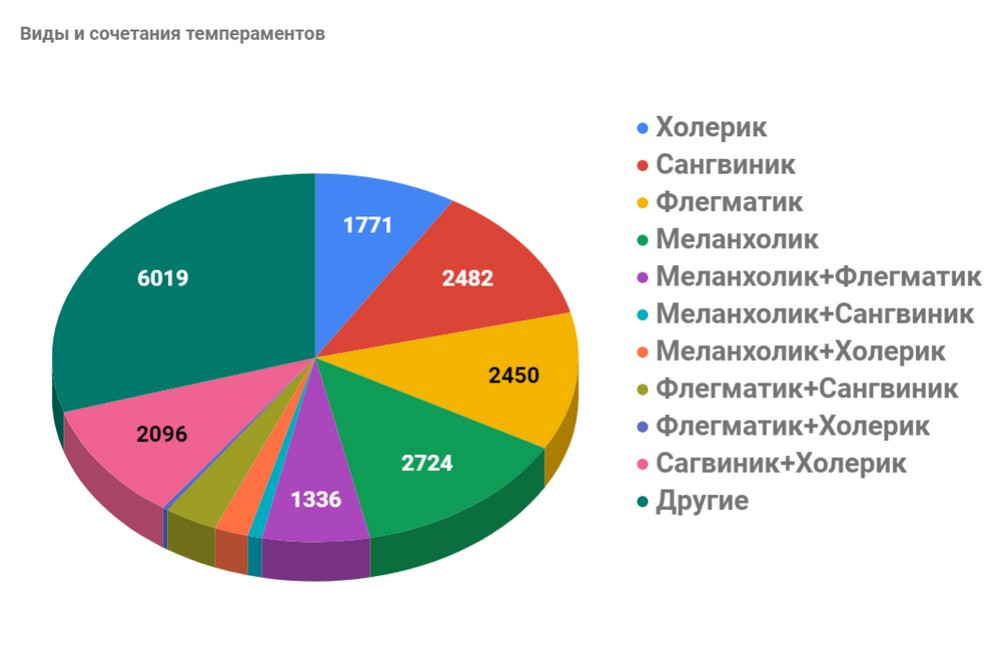 Виды и сочетания темпераментов
1771
2482
2450
2724
1336
2096
6019
Холерик
Сангвиник
Флегматик
Меланхолик
Меланхолик+Флегматик
Меланхолик+Сангвиник
Меланхолик+Холерик
Флегматик+Сангвиник
Флегматик+Холерик
Сагвиник+Холерик
Другие